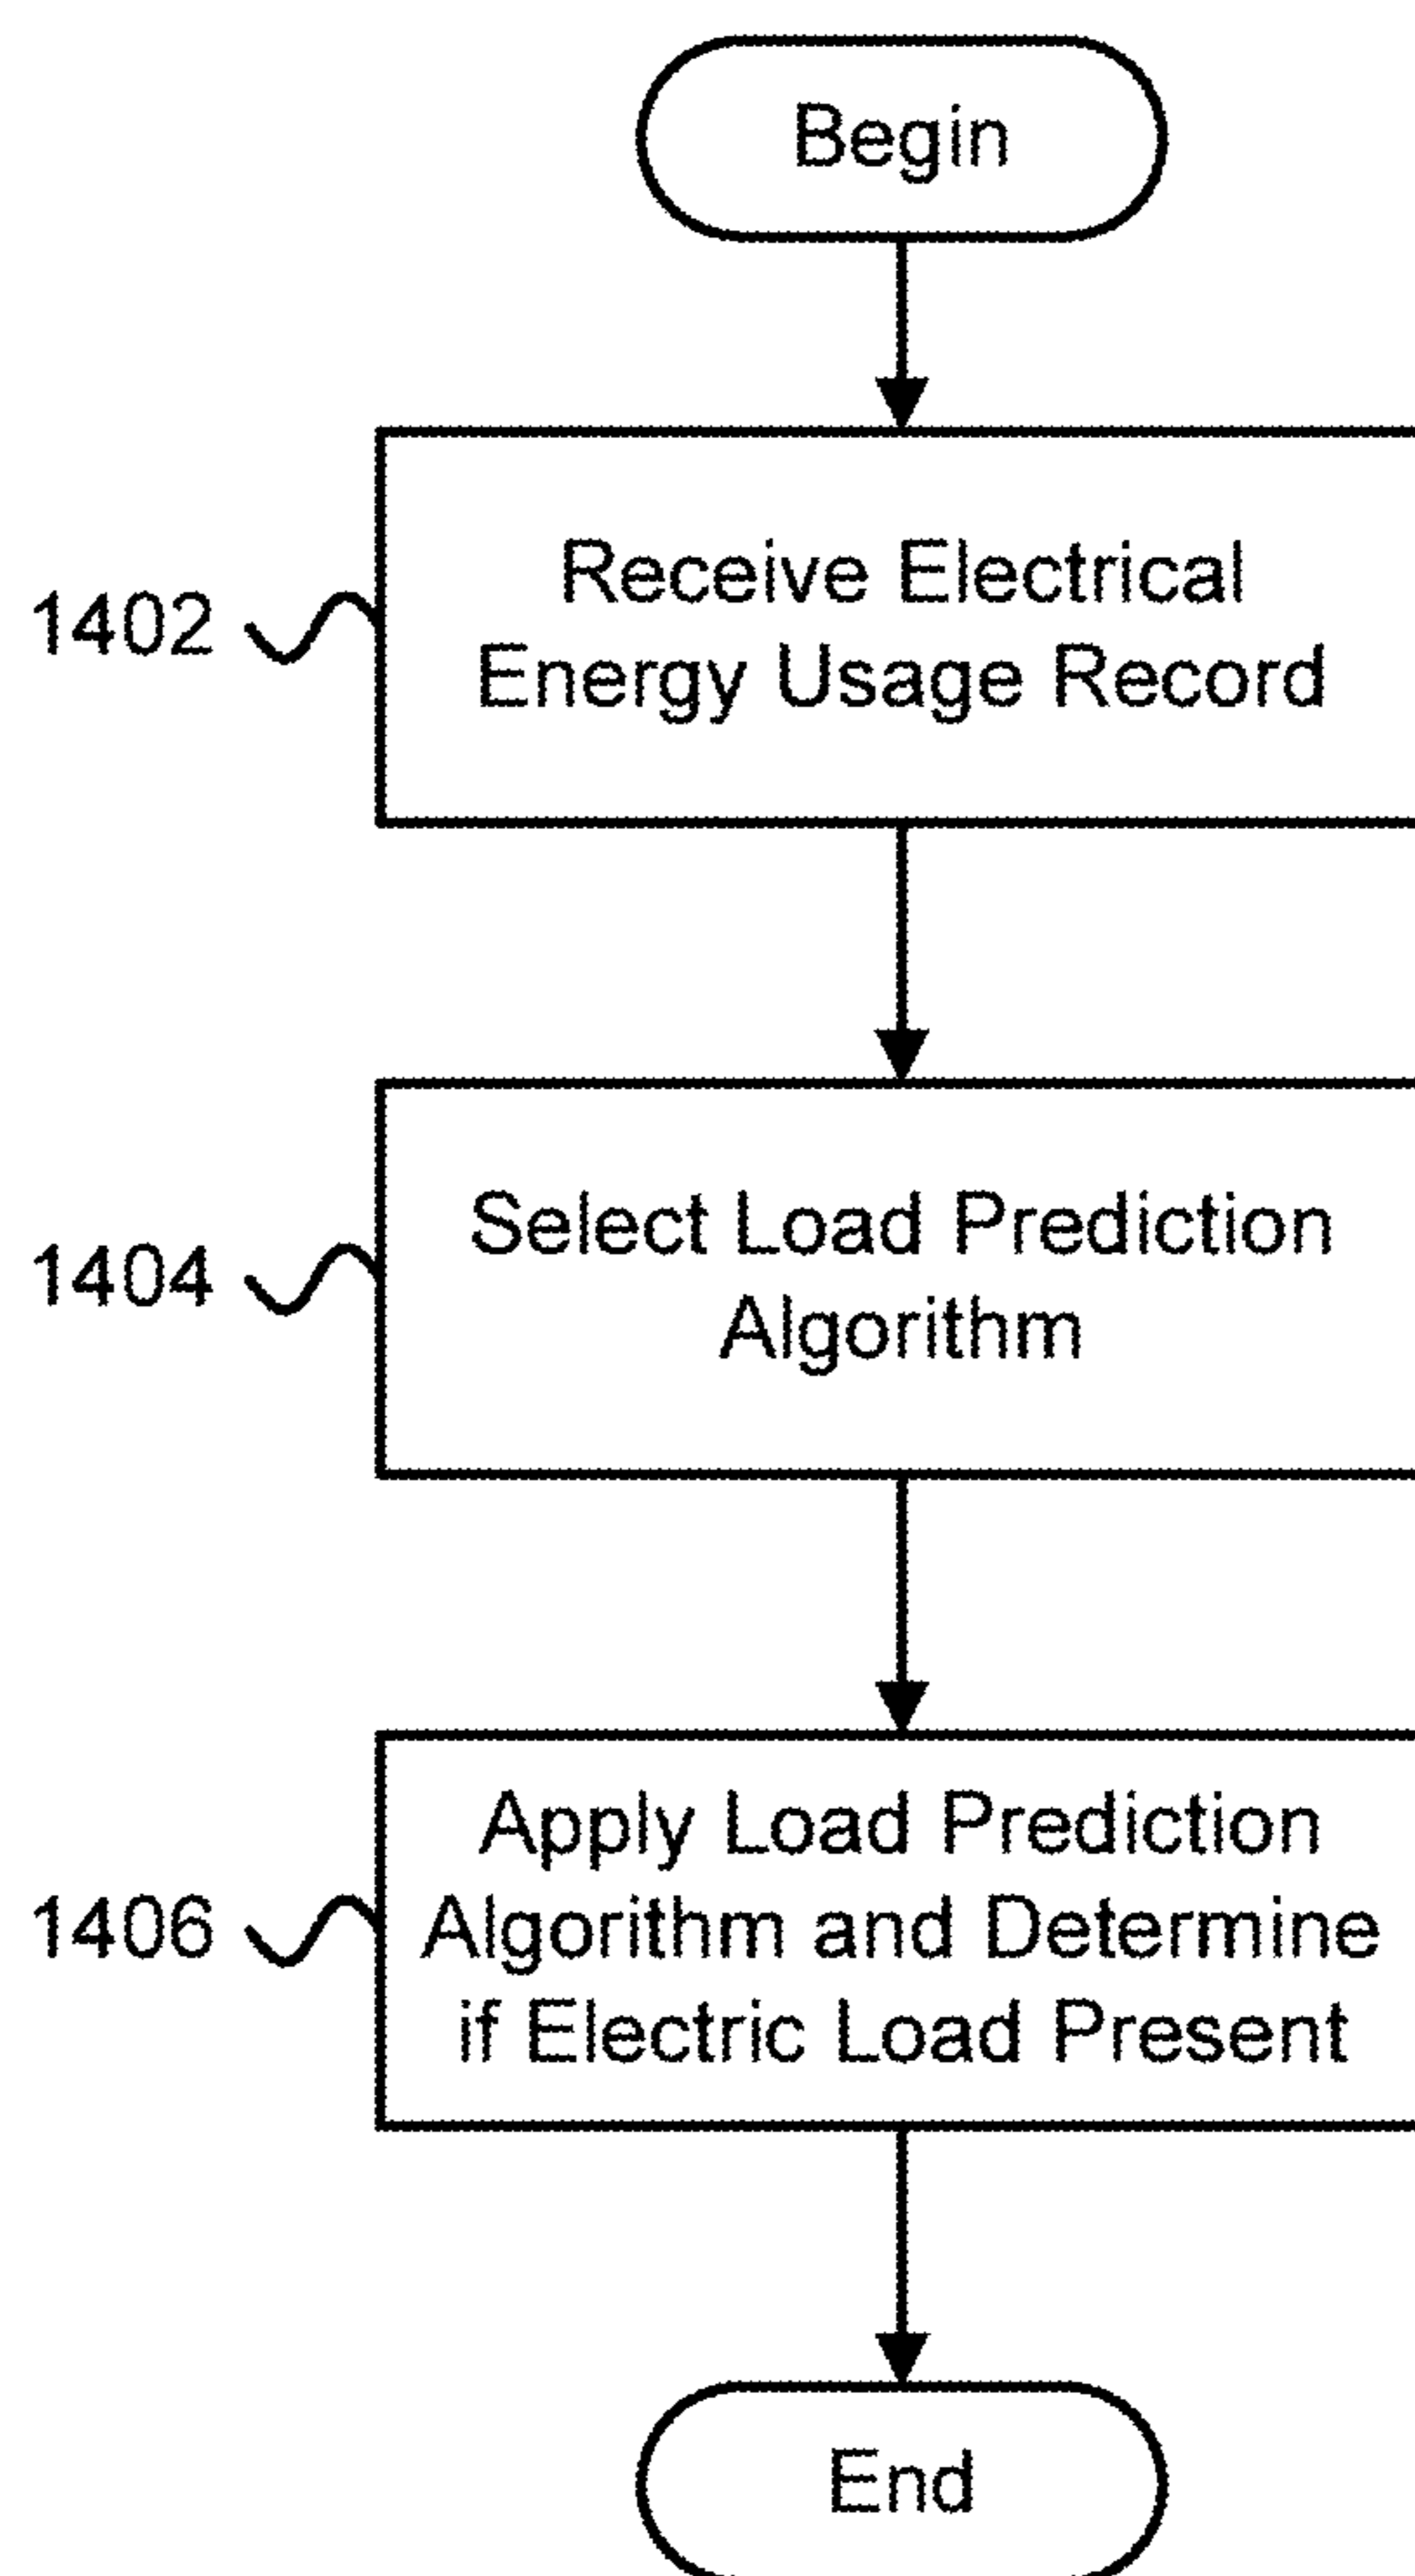 Begin
1402
Receive Electrical
Energy Usage Record
1404
Select Load Prediction
Algorithm
1406
Apply Load Prediction
Algorithm and Determine
if Electric Load Present
End